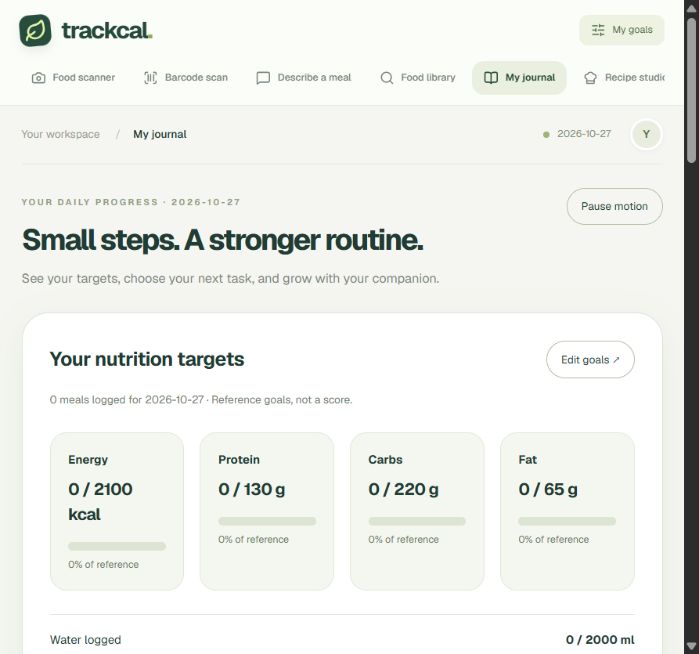 trackcal.
My goals
Food scanner
Barcode scan
Describe a meal
Food library
My journal
Recipe studio
Your workspace / My journal
2026-10-27
Y
YOUR DAILY PROGRESS · 2026-10-27
Pause motion
Small steps. A stronger routine.
See your targets, choose your next task, and grow with your companion.
Your nutrition targets
Edit goals ↗
0 meals logged for 2026-10-27 · Reference goals, not a score.
Energy
0 / 2100
kcal
0% of reference
Protein
0 / 130 g
0% of reference
Carbs
0 / 220 g
0% of reference
Fat
0 / 65 g
0% of reference
Water logged
0 / 2000 ml